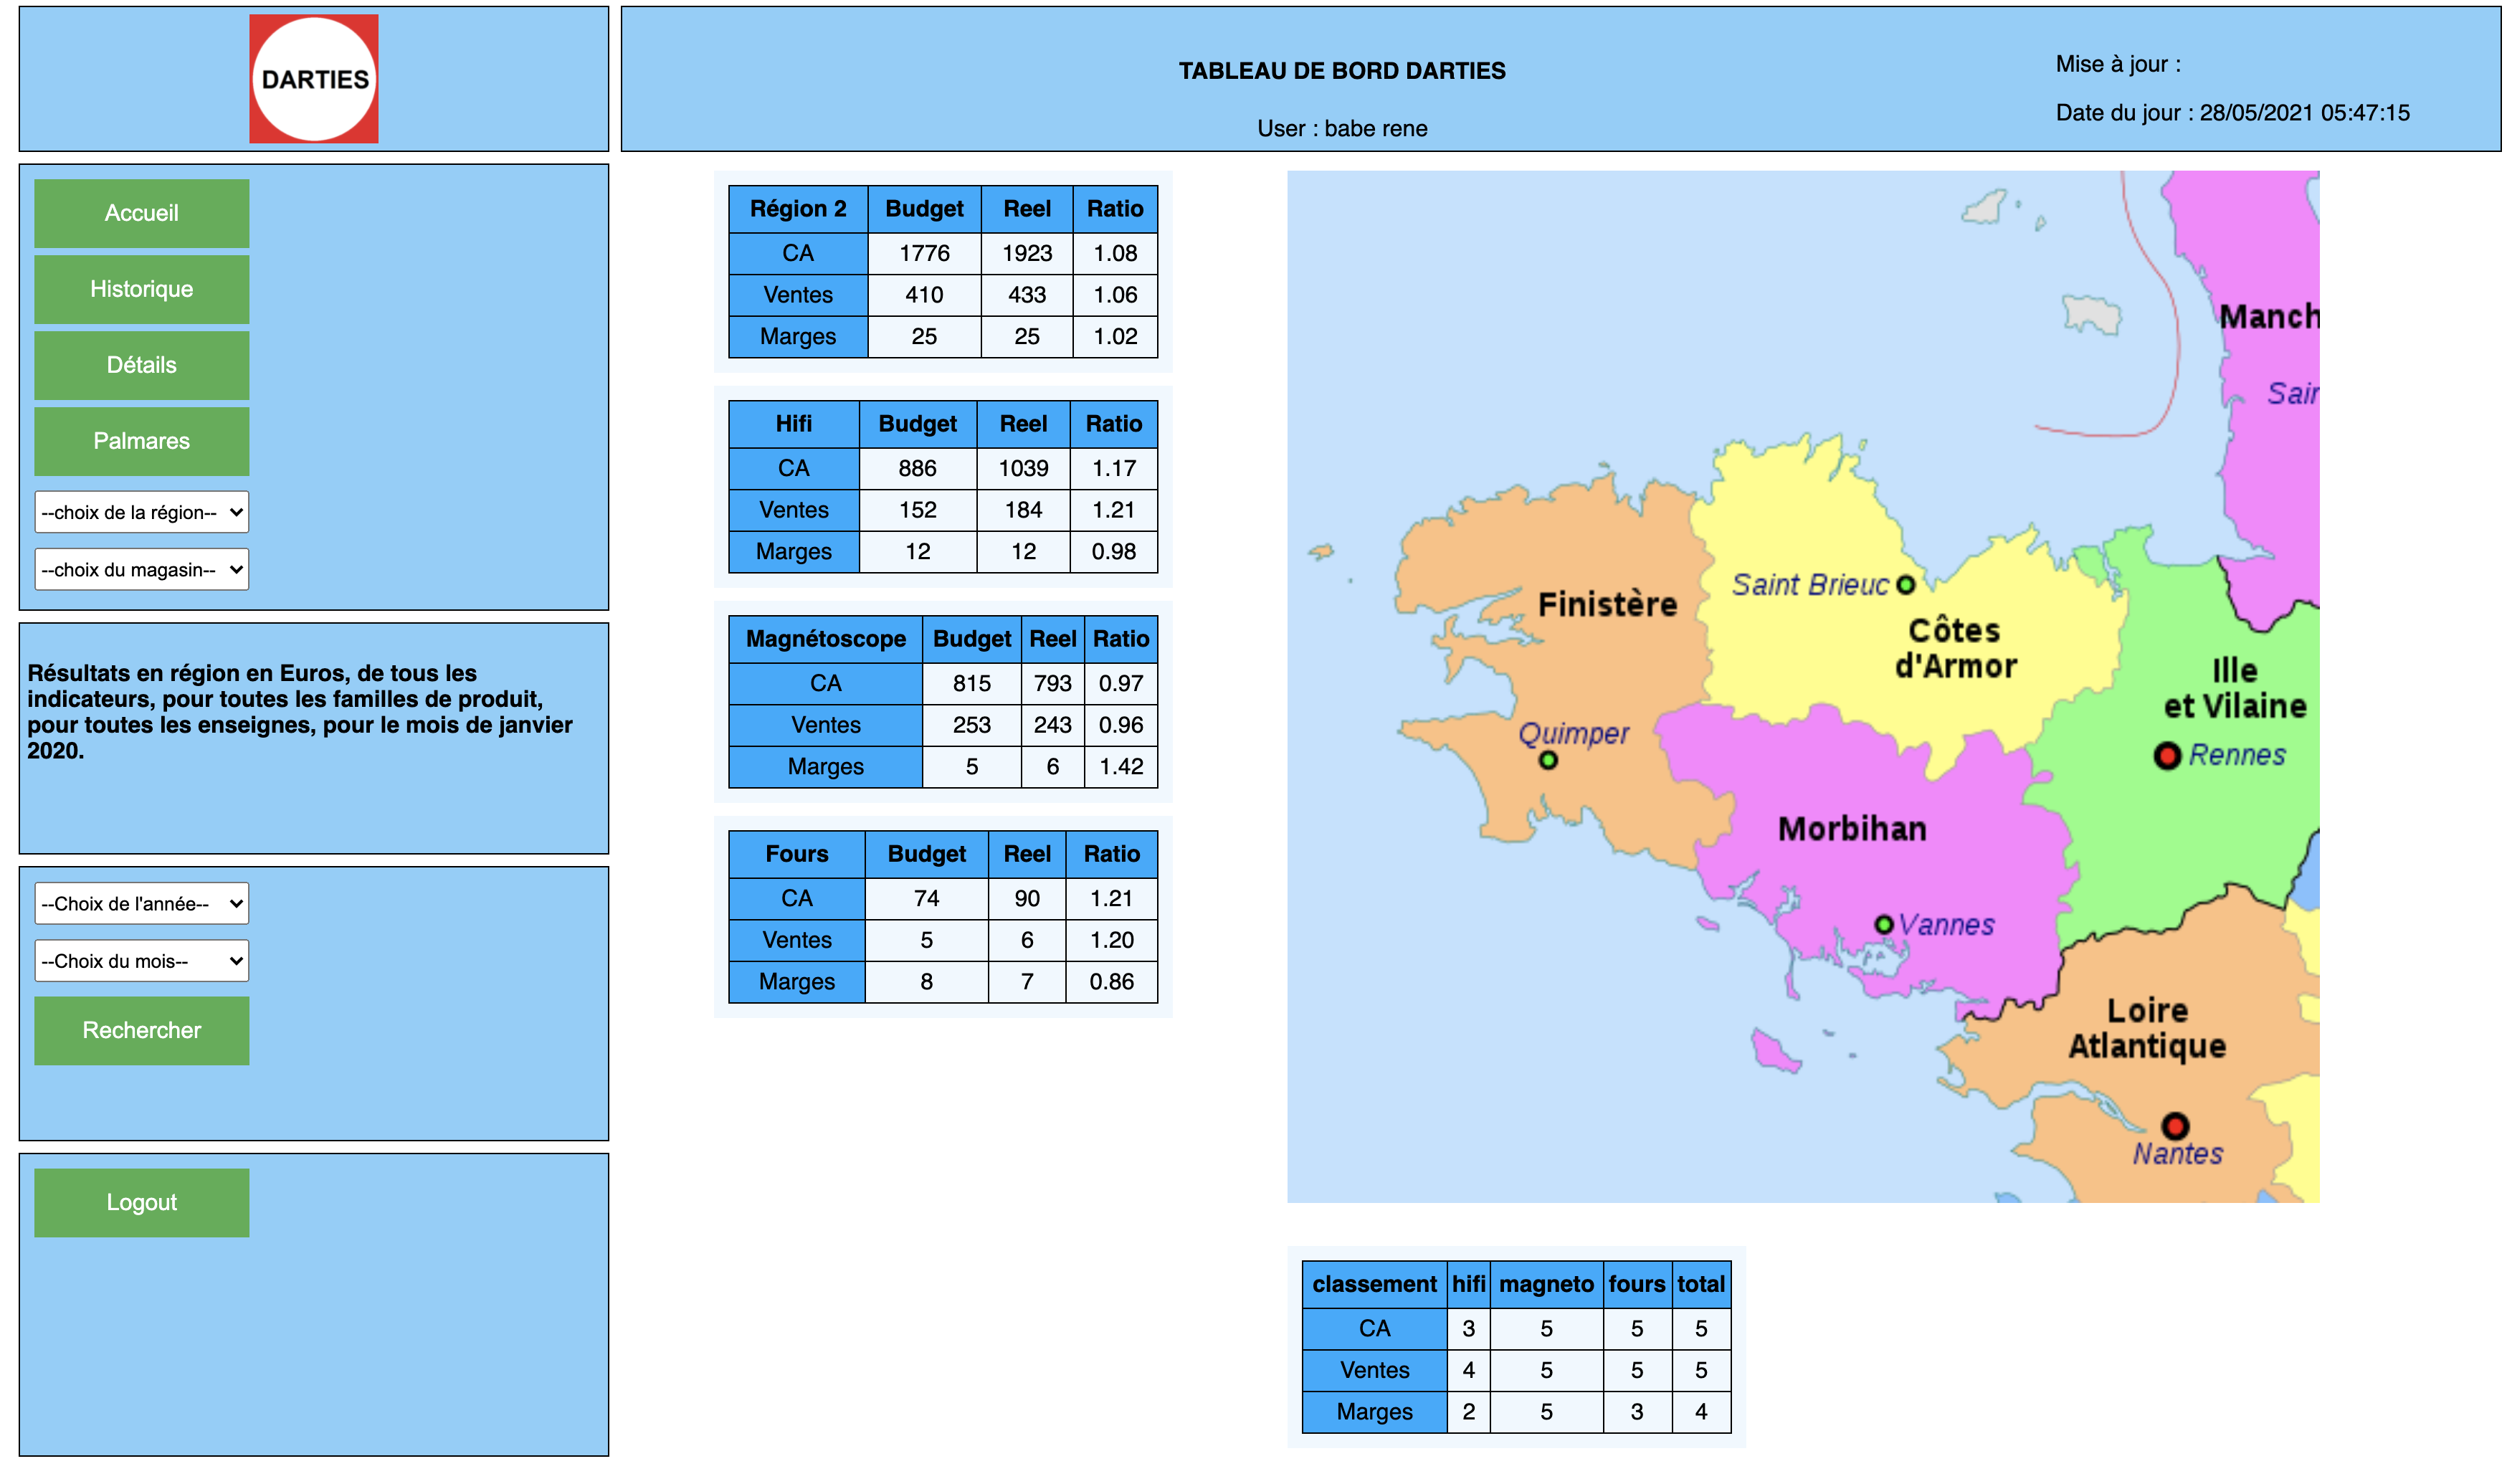 DARTIES
TABLEAU DE BORD DARTIES
User : babe rene
Mise à jour :
Date du jour : 28/05/2021 05:47:15
Accueil
Historique
Détails
Palmares
--choix de la région--
--choix du magasin--
Résultats en région en Euros, de tous les
indicateurs, pour toutes les familles de produit,
pour toutes les enseignes, pour le mois de janvier
2020.
--Choix de l'année--
--Choix du mois--
Rechercher
Logout
Région 2 Budget Reel Ratio
CA 1776 1923 1.08
Ventes 410 433 1.06
Marges 25 25 1.02
Hifi Budget Reel Ratio
CA 886 1039 1.17
Ventes 152 184 1.21
Marges 12 12 0.98
Magnétoscope Budget Reel Ratio
CA 815 793 0.97
Ventes 253 243 0.96
Marges 5 6 1.42
Fours Budget Reel Ratio
CA 74 90 1.21
Ventes 5 6 1.20
Marges 8 7 0.86
Manch
Sain
Finistère
Saint Brieuc
Côtes
d'Armor
Ille
et Vilaine
Quimper
Rennes
Morbihan
Vannes
Loire
Atlantique
Nantes
classement hifi magneto fours total
CA 3 5 5 5
Ventes 4 5 5 5
Marges 2 5 3 4